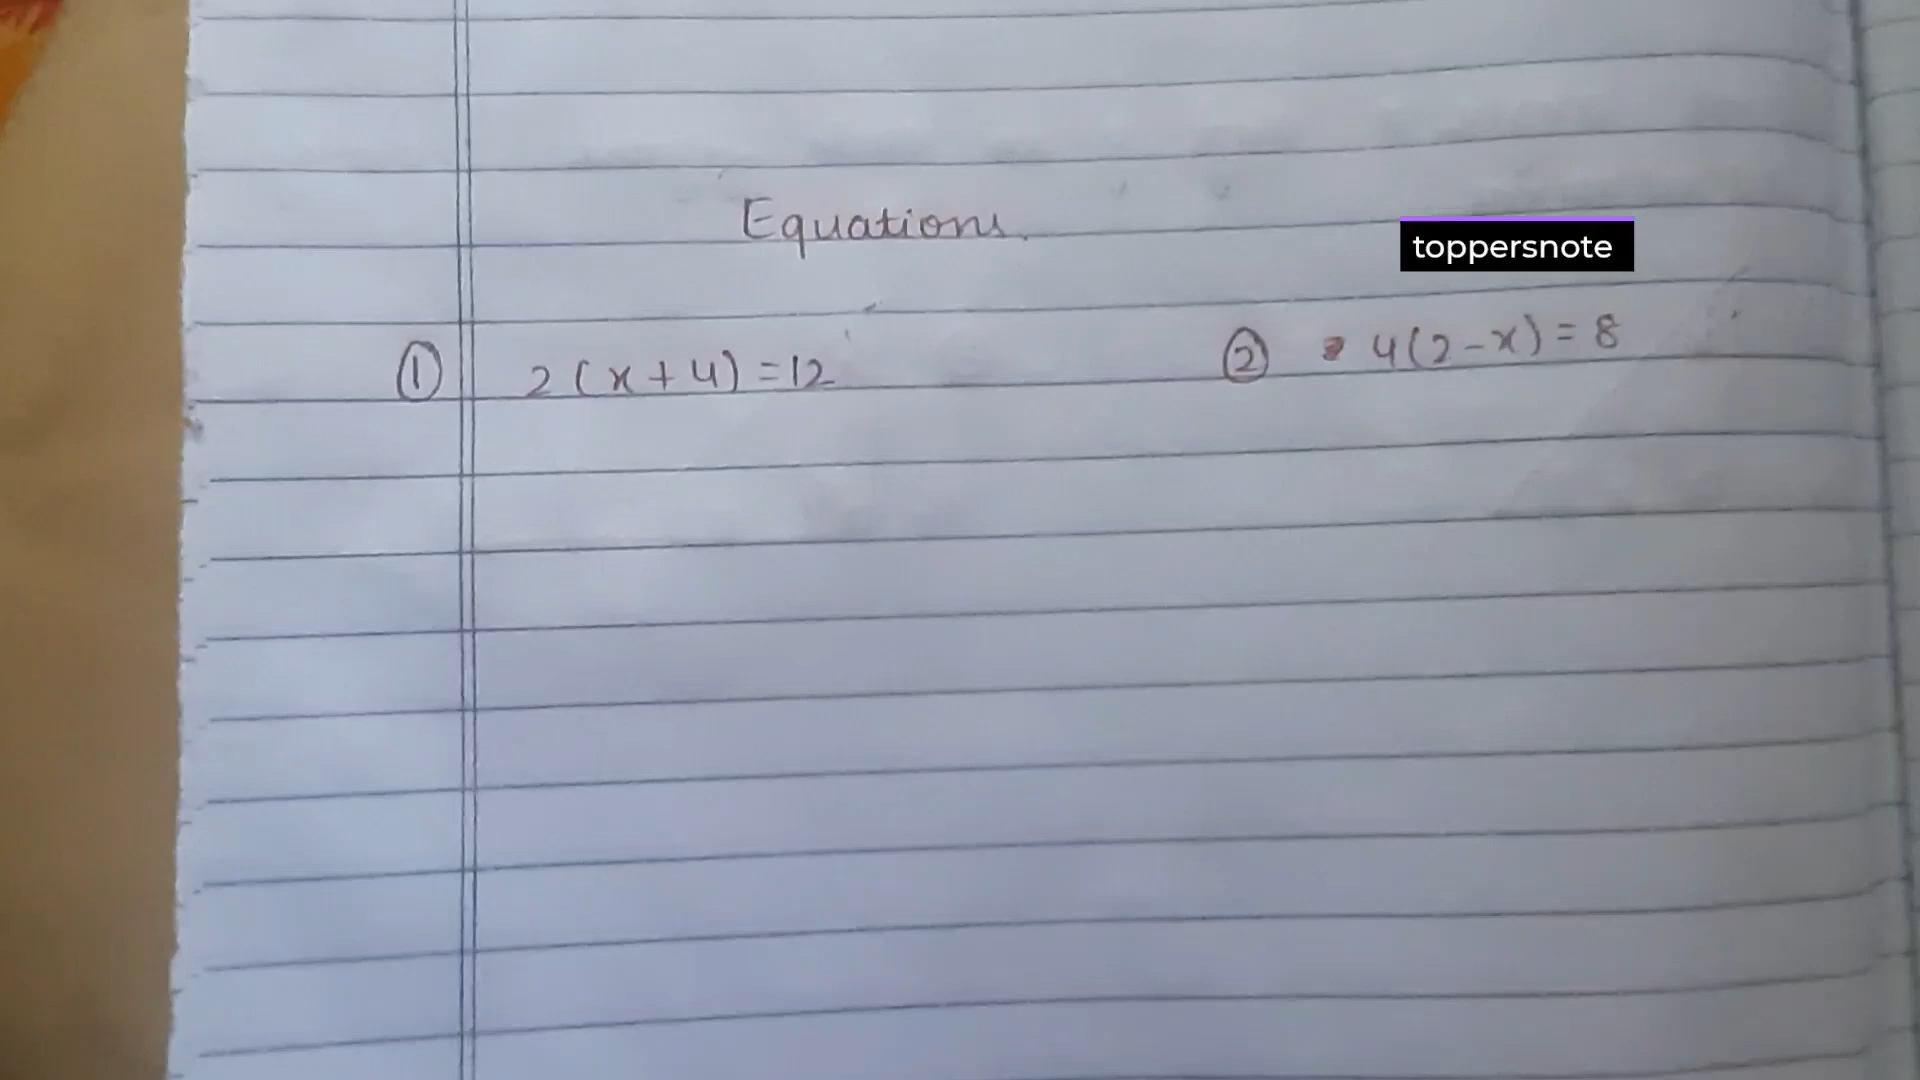 Equations.
toppersnote
① 2(x+4)=12
② 4(2-x)=8